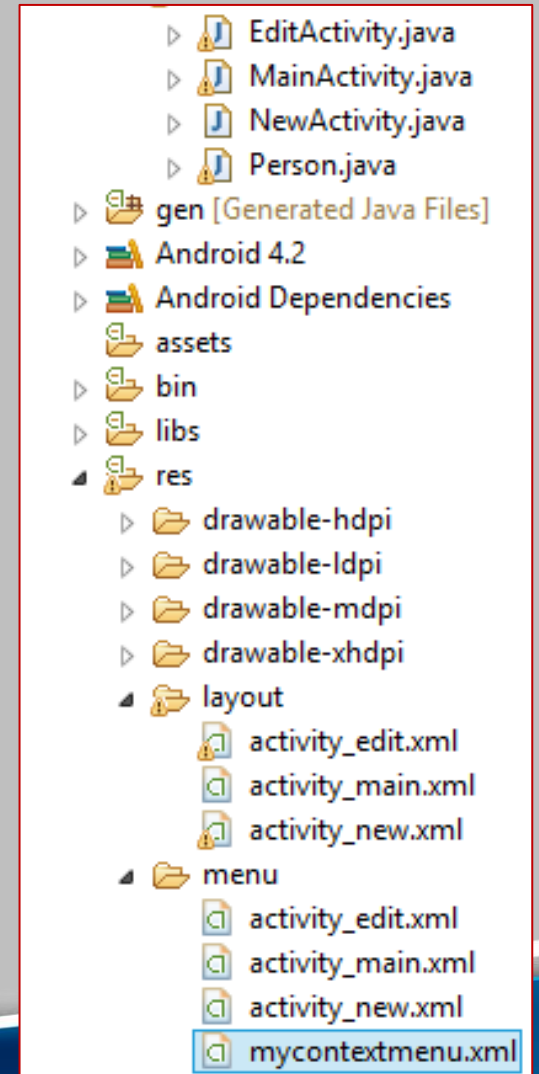 EditActivity.java
MainActivity.java
NewActivity.java
Person.java
gen [Generated Java Files]
Android 4.2
Android Dependencies
assets
bin
libs
res
drawable-hdpi
drawable-ldpi
drawable-mdpi
drawable-xhdpi
layout
activity_edit.xml
activity_main.xml
activity_new.xml
menu
activity_edit.xml
activity_main.xml
activity_new.xml
mycontextmenu.xml